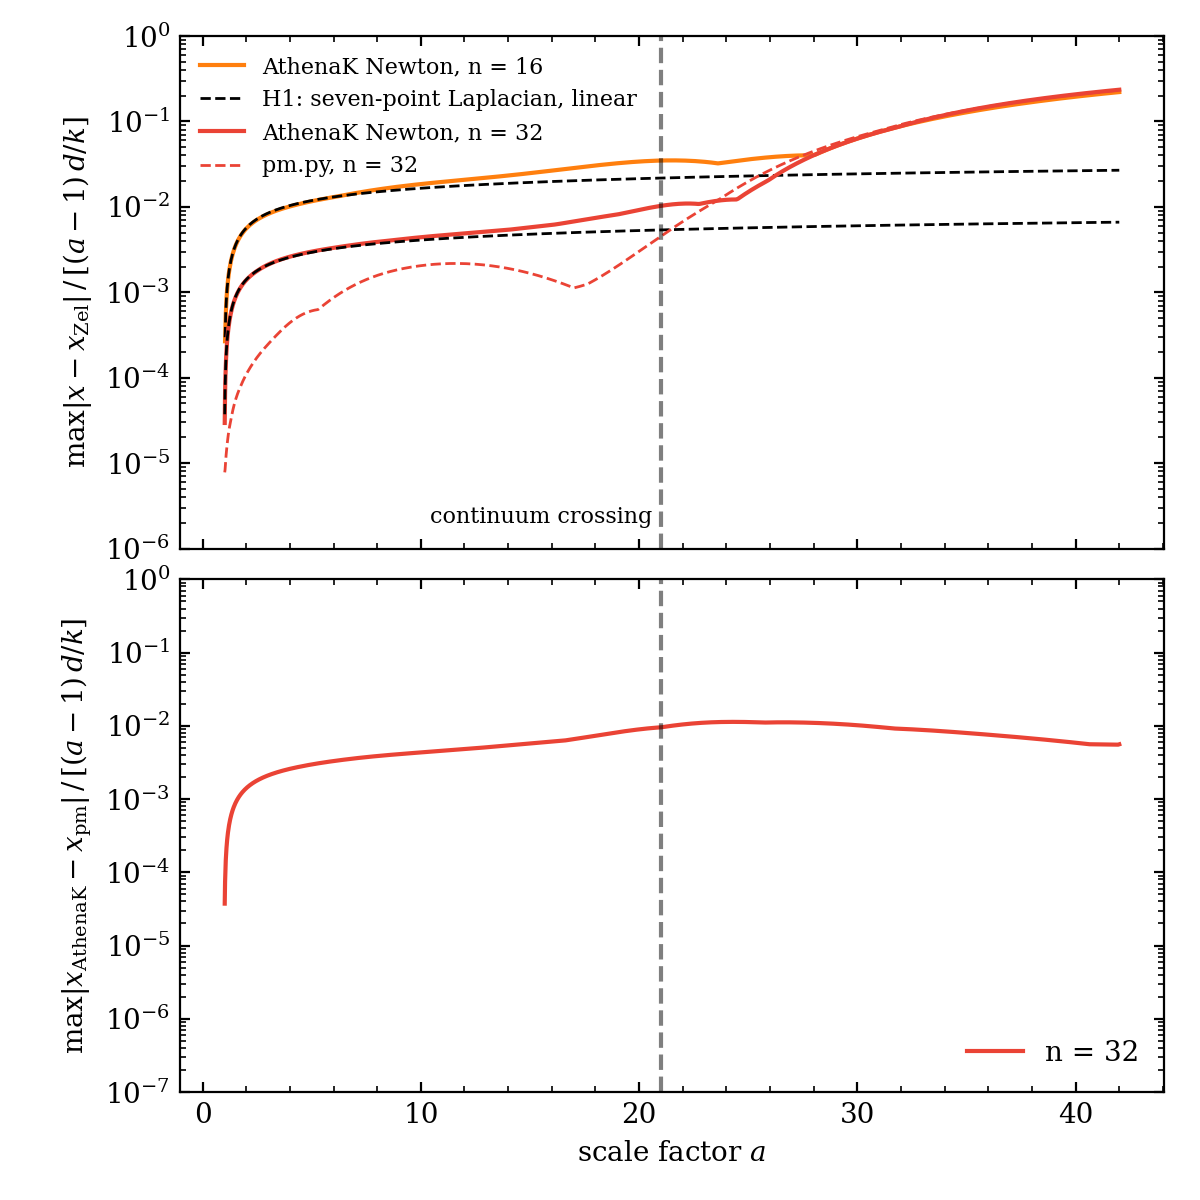 10^0
10^-1
10^-2
10^-3
10^-4
10^-5
10^-6
max|x − x_Zel| / [(a − 1) d/k]
AthenaK Newton, n = 16
H1: seven-point Laplacian, linear
AthenaK Newton, n = 32
pm.py, n = 32
continuum crossing
10^0
10^-1
10^-2
10^-3
10^-4
10^-5
10^-6
10^-7
max|x_AthenaK − x_pm| / [(a − 1) d/k]
n = 32
0 10 20 30 40
scale factor a